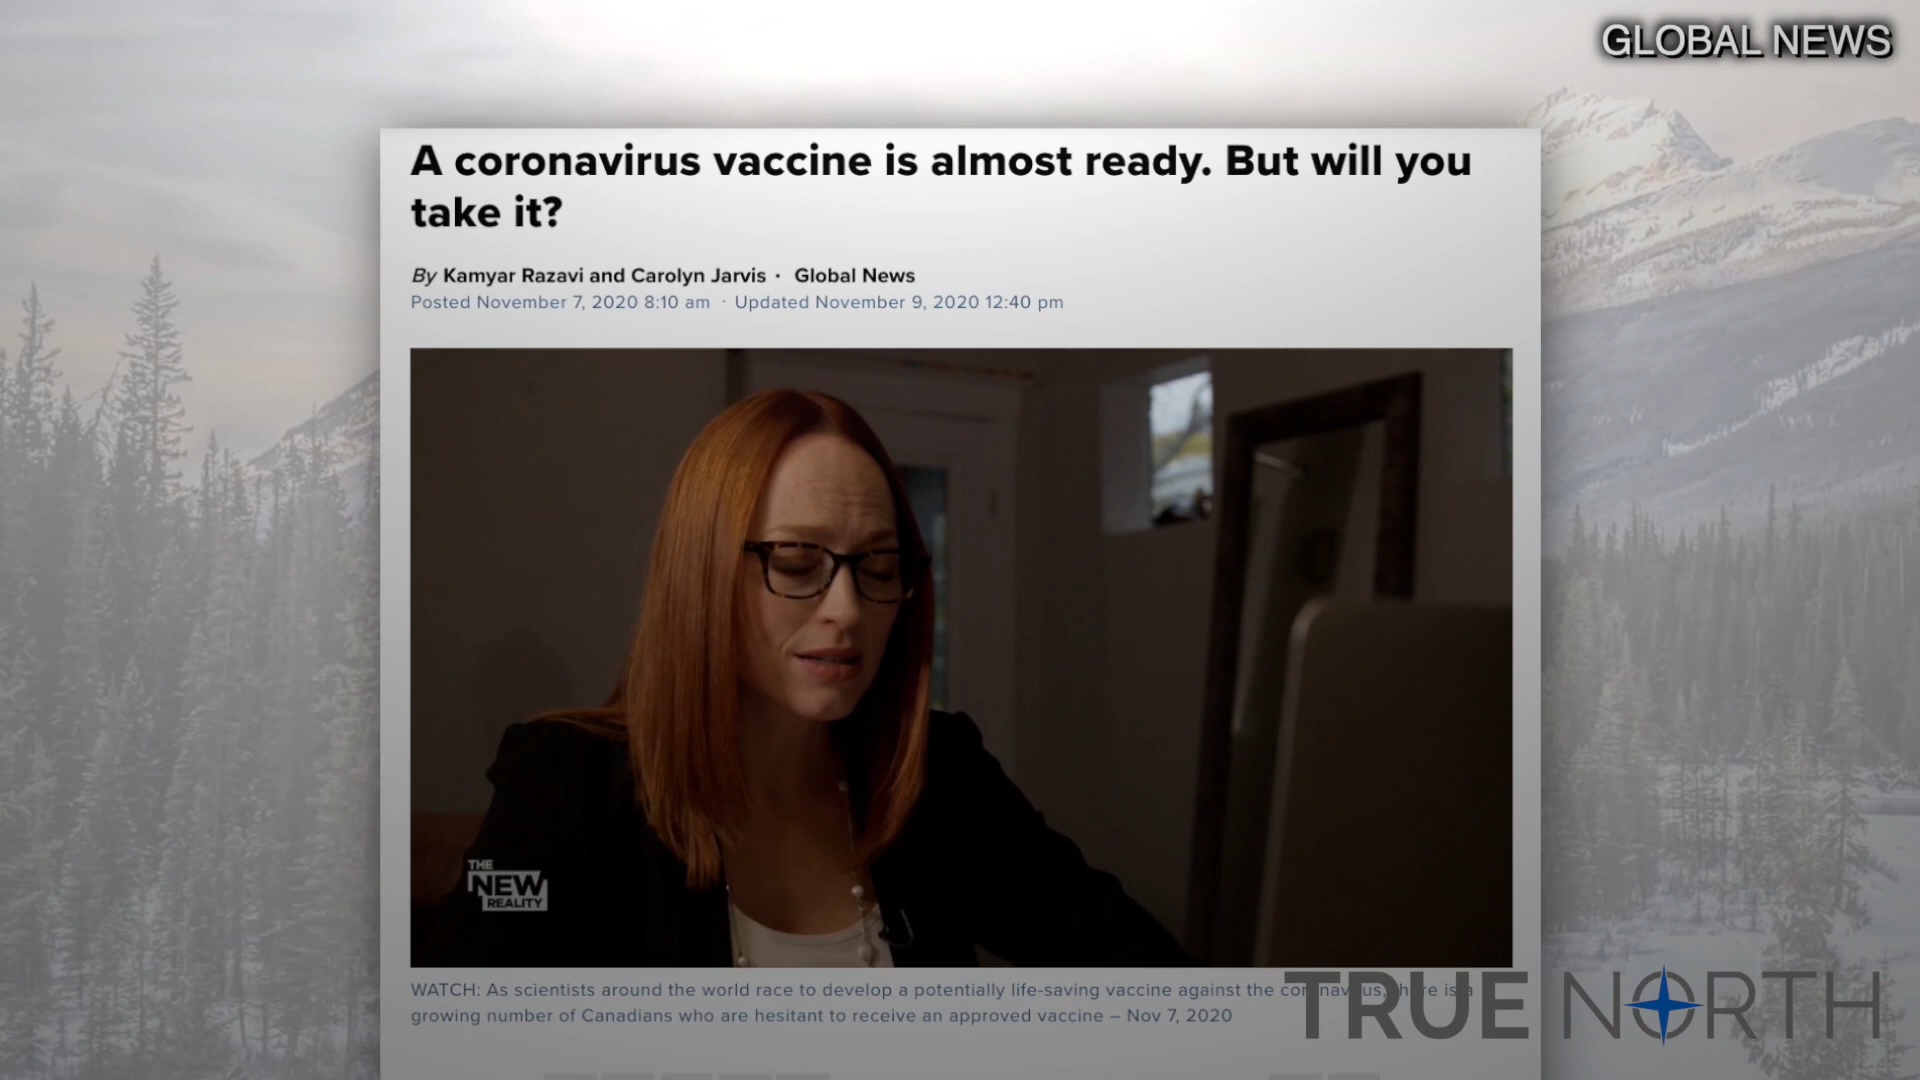 GLOBAL NEWS
A coronavirus vaccine is almost ready. But will you
take it?
By Kamyar Razavi and Carolyn Jarvis · Global News
Posted November 7, 2020 8:10 am · Updated November 9, 2020 12:40 pm
THE
NEW
REALITY
WATCH: As scientists around the world race to develop a potentially life-saving vaccine against the coronavirus, there is a
growing number of Canadians who are hesitant to receive an approved vaccine – Nov 7, 2020
TRUE NORTH